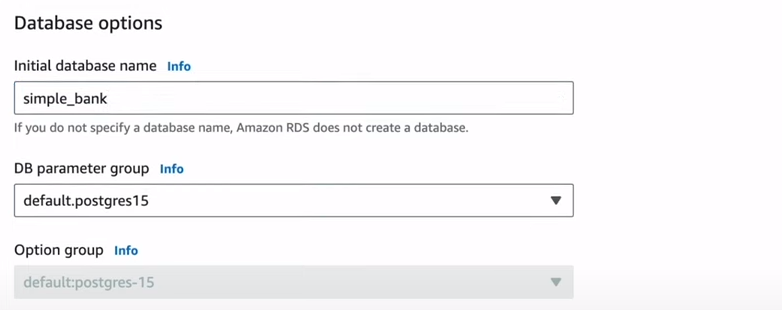 Database options
Initial database name Info
simple_bank
If you do not specify a database name, Amazon RDS does not create a database.
DB parameter group Info
default.postgres15
Option group Info
default:postgres-15